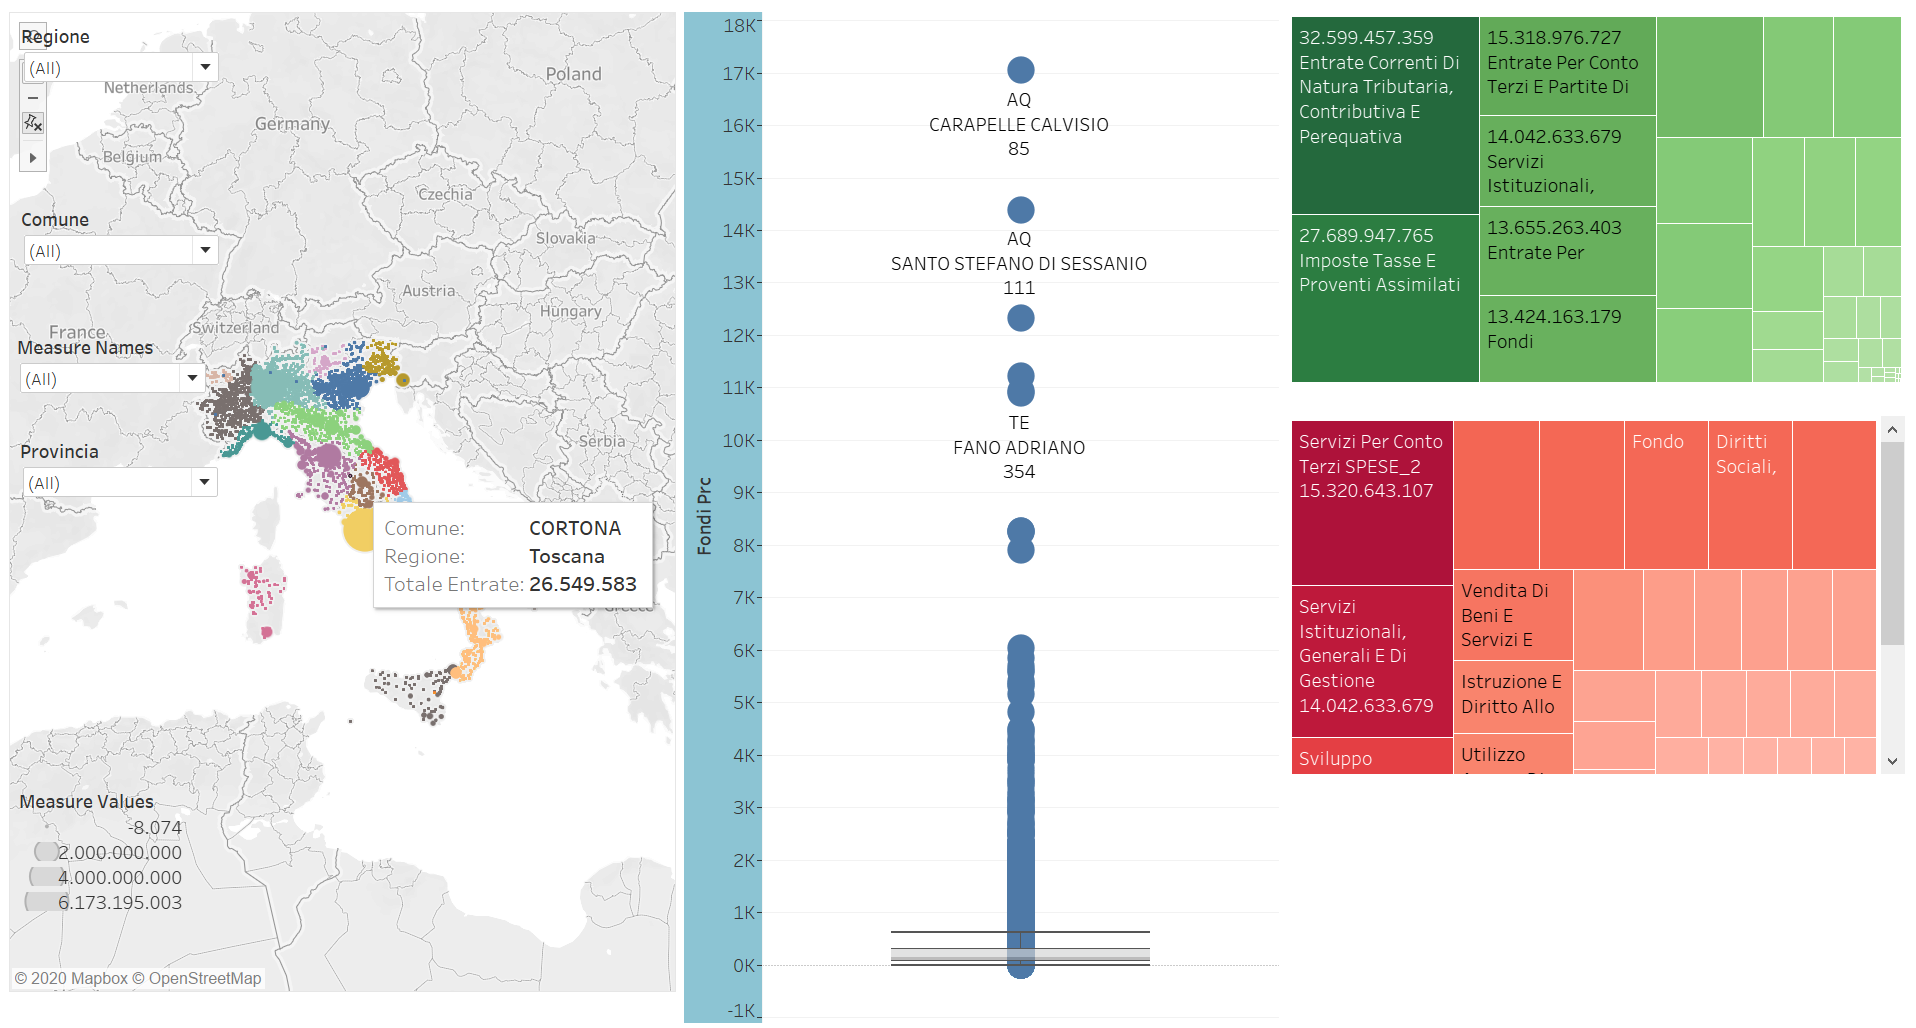 Regione
(All)
Comune
(All)
Measure Names
(All)
Provincia
(All)
Netherlands
Poland
Germany
Belgium
Czechia
Slovakia
Austria
Hungary
France
Switzerland
Serbia
Greece
Comune: CORTONA
Regione: Toscana
Totale Entrate: 26.549.583
Measure Values
-8.074
2.000.000.000
4.000.000.000
6.173.195.003
© 2020 Mapbox © OpenStreetMap
Fondi Prc
18K
17K
16K
15K
14K
13K
12K
11K
10K
9K
8K
7K
6K
5K
4K
3K
2K
1K
0K
-1K
AQ
CARAPELLE CALVISIO
85
AQ
SANTO STEFANO DI SESSANIO
111
TE
FANO ADRIANO
354
32.599.457.359
Entrate Correnti Di
Natura Tributaria,
Contributiva E
Perequativa
27.689.947.765
Imposte Tasse E
Proventi Assimilati
15.318.976.727
Entrate Per Conto
Terzi E Partite Di
14.042.633.679
Servizi
Istituzionali,
13.655.263.403
Entrate Per
13.424.163.179
Fondi
Servizi Per Conto
Terzi SPESE_2
15.320.643.107
Servizi
Istituzionali,
Generali E Di
Gestione
14.042.633.679
Sviluppo
Fondo
Diritti
Sociali,
Vendita Di
Beni E
Servizi E
Istruzione E
Diritto Allo
Utilizzo